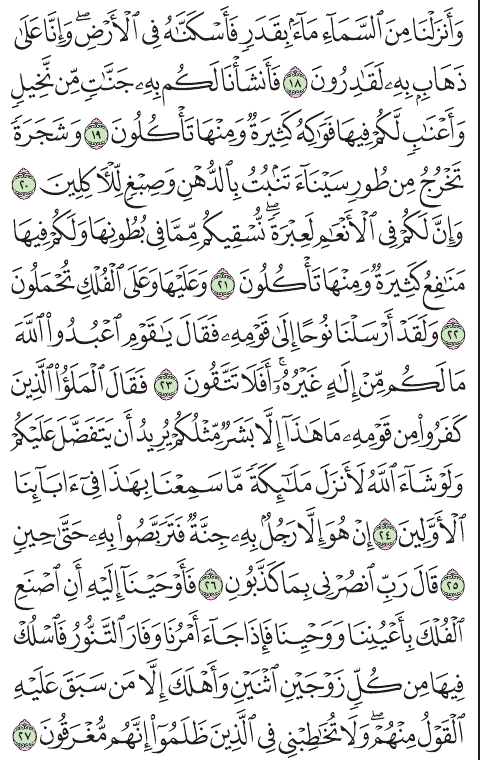 وَأَنزَلْنَا مِنَ ٱلسَّمَآءِ مَآءًۢ بِقَدَرٍ فَأَسْكَنَّٰهُ فِى ٱلْأَرْضِ ۖ وَإِنَّا عَلَىٰ
ذَهَابٍۭ بِهِۦ لَقَٰدِرُونَ ١٨ فَأَنشَأْنَا لَكُم بِهِۦ جَنَّٰتٍ مِّن نَّخِيلٍ
وَأَعْنَٰبٍ لَّكُمْ فِيهَا فَوَٰكِهُ كَثِيرَةٌ وَمِنْهَا تَأْكُلُونَ ١٩ وَشَجَرَةً
تَخْرُجُ مِن طُورِ سَيْنَآءَ تَنۢبُتُ بِٱلدُّهْنِ وَصِبْغٍ لِّلْءَاكِلِينَ ٢٠
وَإِنَّ لَكُمْ فِى ٱلْأَنْعَٰمِ لَعِبْرَةً ۖ نُّسْقِيكُم مِّمَّا فِى بُطُونِهَا وَلَكُمْ فِيهَا
مَنَٰفِعُ كَثِيرَةٌ وَمِنْهَا تَأْكُلُونَ ٢١ وَعَلَيْهَا وَعَلَى ٱلْفُلْكِ تُحْمَلُونَ
٢٢ وَلَقَدْ أَرْسَلْنَا نُوحًا إِلَىٰ قَوْمِهِۦ فَقَالَ يَٰقَوْمِ ٱعْبُدُوا۟ ٱللَّهَ
مَا لَكُم مِّنْ إِلَٰهٍ غَيْرُهُۥٓ ۖ أَفَلَا تَتَّقُونَ ٢٣ فَقَالَ ٱلْمَلَؤُا۟ ٱلَّذِينَ
كَفَرُوا۟ مِن قَوْمِهِۦ مَا هَٰذَآ إِلَّا بَشَرٌ مِّثْلُكُمْ يُرِيدُ أَن يَتَفَضَّلَ عَلَيْكُمْ
وَلَوْ شَآءَ ٱللَّهُ لَأَنزَلَ مَلَٰٓئِكَةً مَّا سَمِعْنَا بِهَٰذَا فِىٓ ءَابَآئِنَا
ٱلْأَوَّلِينَ ٢٤ إِنْ هُوَ إِلَّا رَجُلٌۢ بِهِۦ جِنَّةٌ فَتَرَبَّصُوا۟ بِهِۦ حَتَّىٰ حِينٍ
٢٥ قَالَ رَبِّ ٱنصُرْنِى بِمَا كَذَّبُونِ ٢٦ فَأَوْحَيْنَآ إِلَيْهِ أَنِ ٱصْنَعِ
ٱلْفُلْكَ بِأَعْيُنِنَا وَوَحْيِنَا فَإِذَا جَآءَ أَمْرُنَا وَفَارَ ٱلتَّنُّورُ فَٱسْلُكْ
فِيهَا مِن كُلٍّ زَوْجَيْنِ ٱثْنَيْنِ وَأَهْلَكَ إِلَّا مَن سَبَقَ عَلَيْهِ
ٱلْقَوْلُ مِنْهُمْ ۖ وَلَا تُخَٰطِبْنِى فِى ٱلَّذِينَ ظَلَمُوٓا۟ إِنَّهُم مُّغْرَقُونَ ٢٧